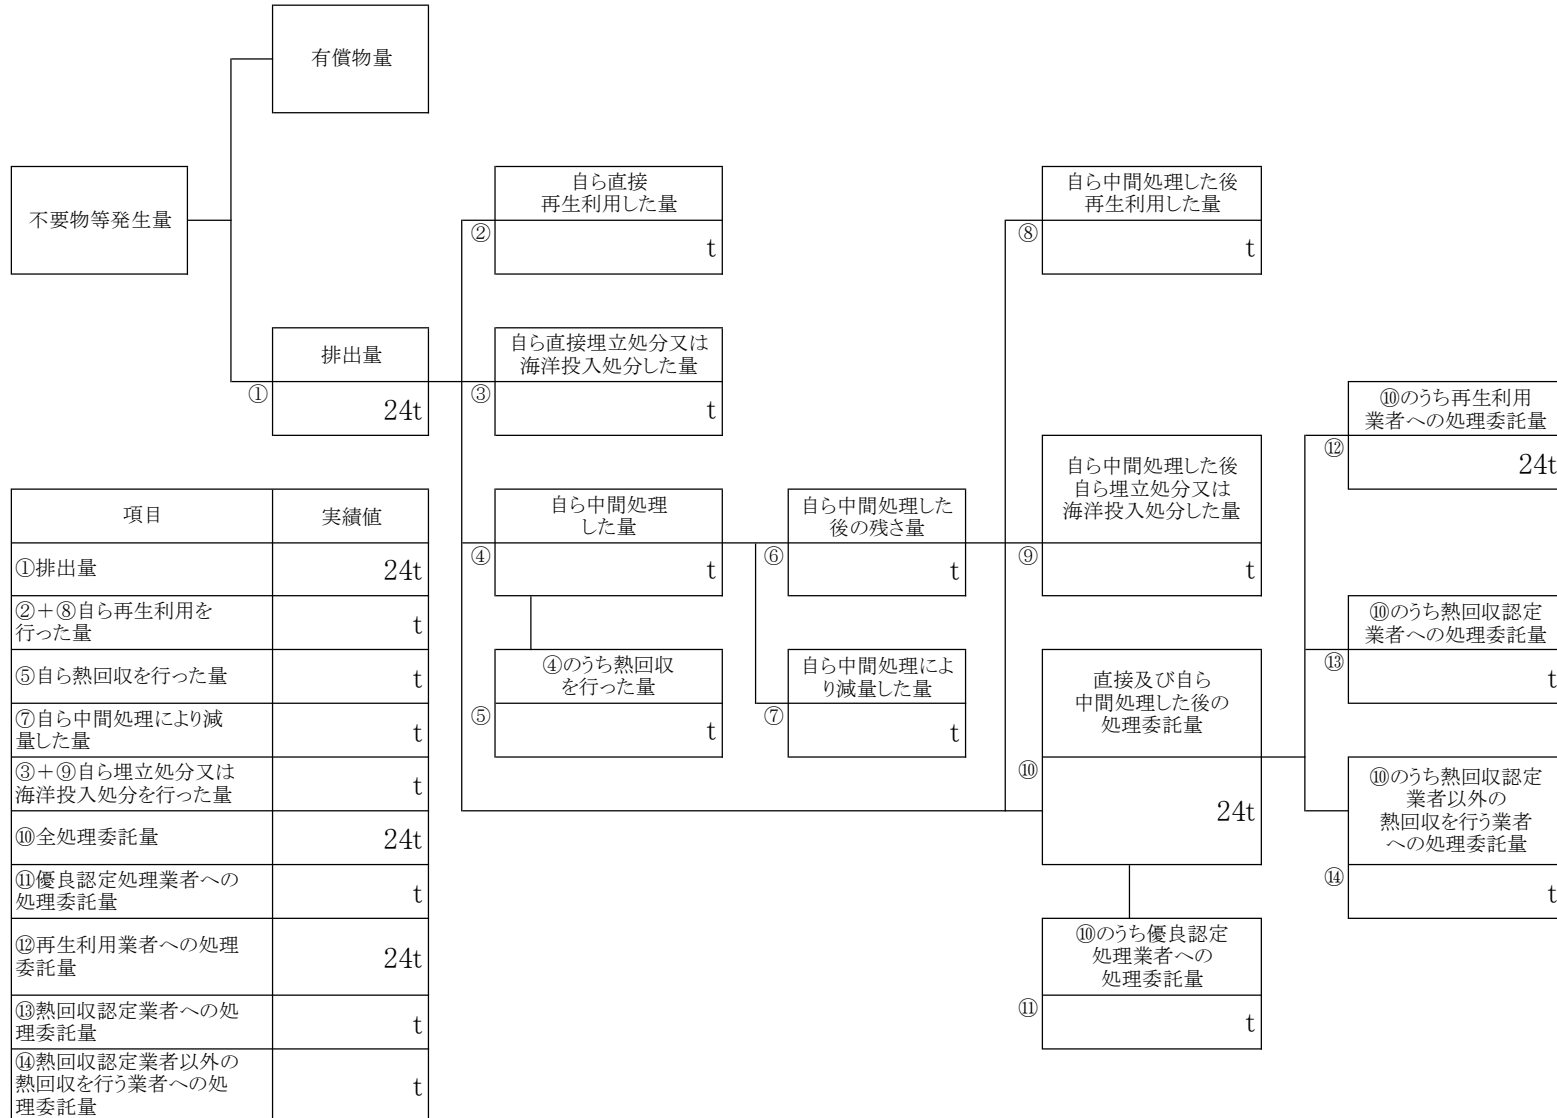 有償物量
不要物等発生量
自ら直接
再生利用した量
②
t
自ら中間処理した後
再生利用した量
⑧
t
排出量
①
24t
自ら直接埋立処分又は
海洋投入処分した量
③
t
⑩のうち再生利用
業者への処理委託量
⑫
24t
自ら中間処理
した量
④
t
自ら中間処理した
後の残さ量
⑥
t
自ら中間処理した後
自ら埋立処分又は
海洋投入処分した量
⑨
t
⑩のうち熱回収認定
業者への処理委託量
⑬
t
④のうち熱回収
を行った量
⑤
t
自ら中間処理によ
り減量した量
⑦
t
直接及び自ら
中間処理した後の
処理委託量
⑩
24t
⑩のうち熱回収認定
業者以外の
熱回収を行う業者
への処理委託量
⑭
t
⑩のうち優良認定
処理業者への
処理委託量
⑪
t
項目 実績値
①排出量 24t
②＋⑧自ら再生利用を
行った量 t
⑤自ら熱回収を行った量 t
⑦自ら中間処理により減
量した量 t
③＋⑨自ら埋立処分又は
海洋投入処分を行った量 t
⑩全処理委託量 24t
⑪優良認定処理業者への
処理委託量 t
⑫再生利用業者への処理
委託量 24t
⑬熱回収認定業者への処
理委託量 t
⑭熱回収認定業者以外の
熱回収を行う業者への処
理委託量 t